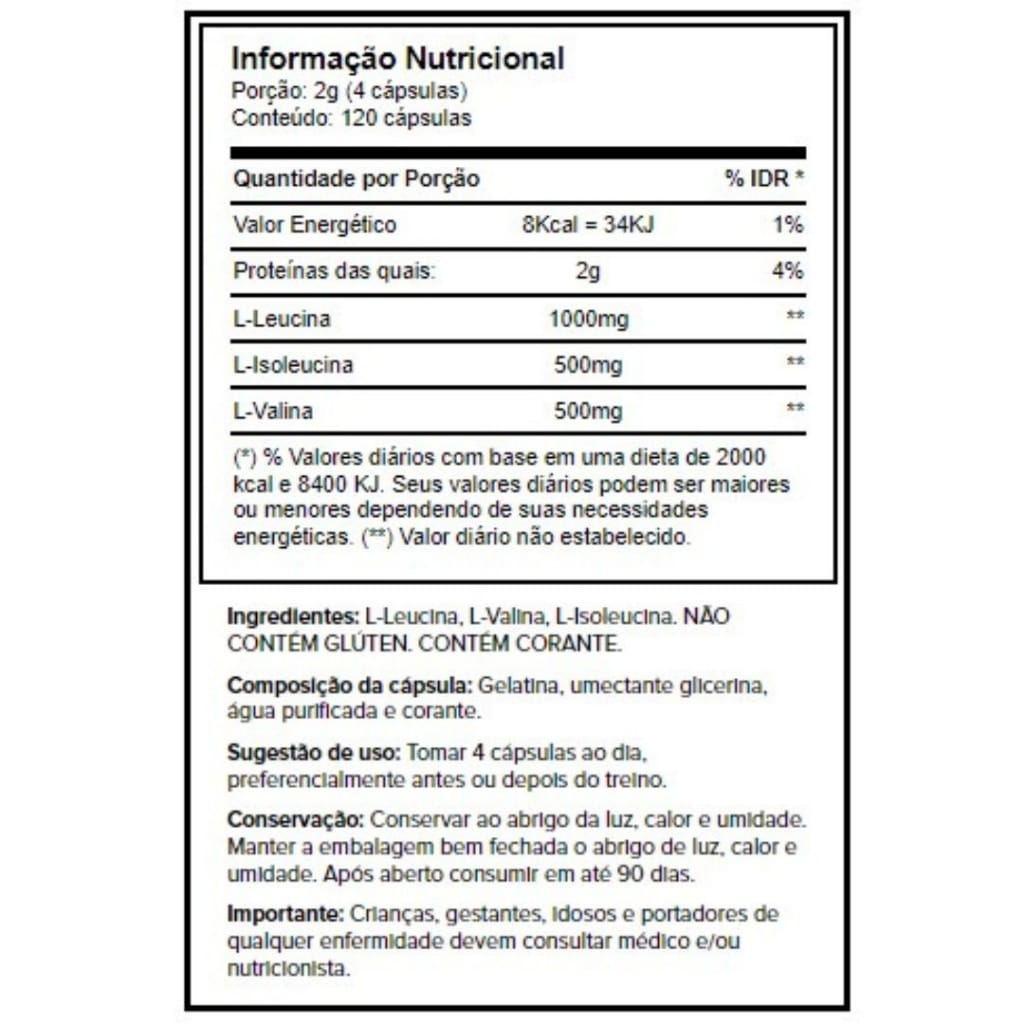 Informação Nutricional
Porção: 2g (4 cápsulas)
Conteúdo: 120 cápsulas
Quantidade por Porção % IDR *
Valor Energético 8Kcal = 34KJ 1%
Proteínas das quais: 2g 4%
L-Leucina 1000mg **
L-Isoleucina 500mg **
L-Valina 500mg **
(*) % Valores diários com base em uma dieta de 2000
kcal e 8400 KJ. Seus valores diários podem ser maiores
ou menores dependendo de suas necessidades
energéticas. (**) Valor diário não estabelecido.
Ingredientes: L-Leucina, L-Valina, L-Isoleucina. NÃO
CONTÉM GLÚTEN. CONTÉM CORANTE.
Composição da cápsula: Gelatina, umectante glicerina,
água purificada e corante.
Sugestão de uso: Tomar 4 cápsulas ao dia,
preferencialmente antes ou depois do treino.
Conservação: Conservar ao abrigo da luz, calor e umidade.
Manter a embalagem bem fechada o abrigo de luz, calor e
umidade. Após aberto consumir em até 90 dias.
Importante: Crianças, gestantes, idosos e portadores de
qualquer enfermidade devem consultar médico e/ou
nutricionista.